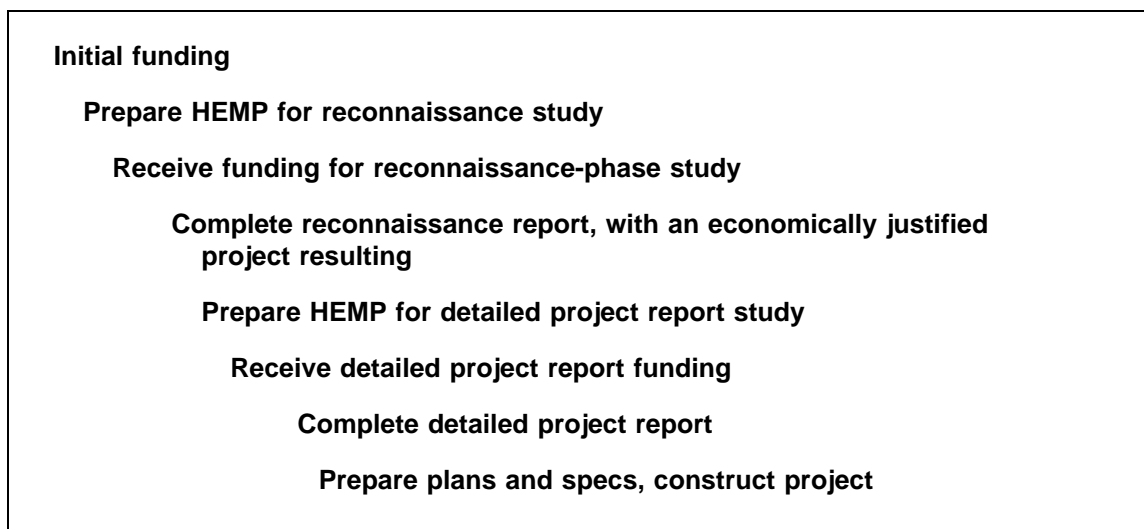 Initial funding
Prepare HEMP for reconnaissance study
Receive funding for reconnaissance-phase study
Complete reconnaissance report, with an economically justified
project resulting
Prepare HEMP for detailed project report study
Receive detailed project report funding
Complete detailed project report
Prepare plans and specs, construct project